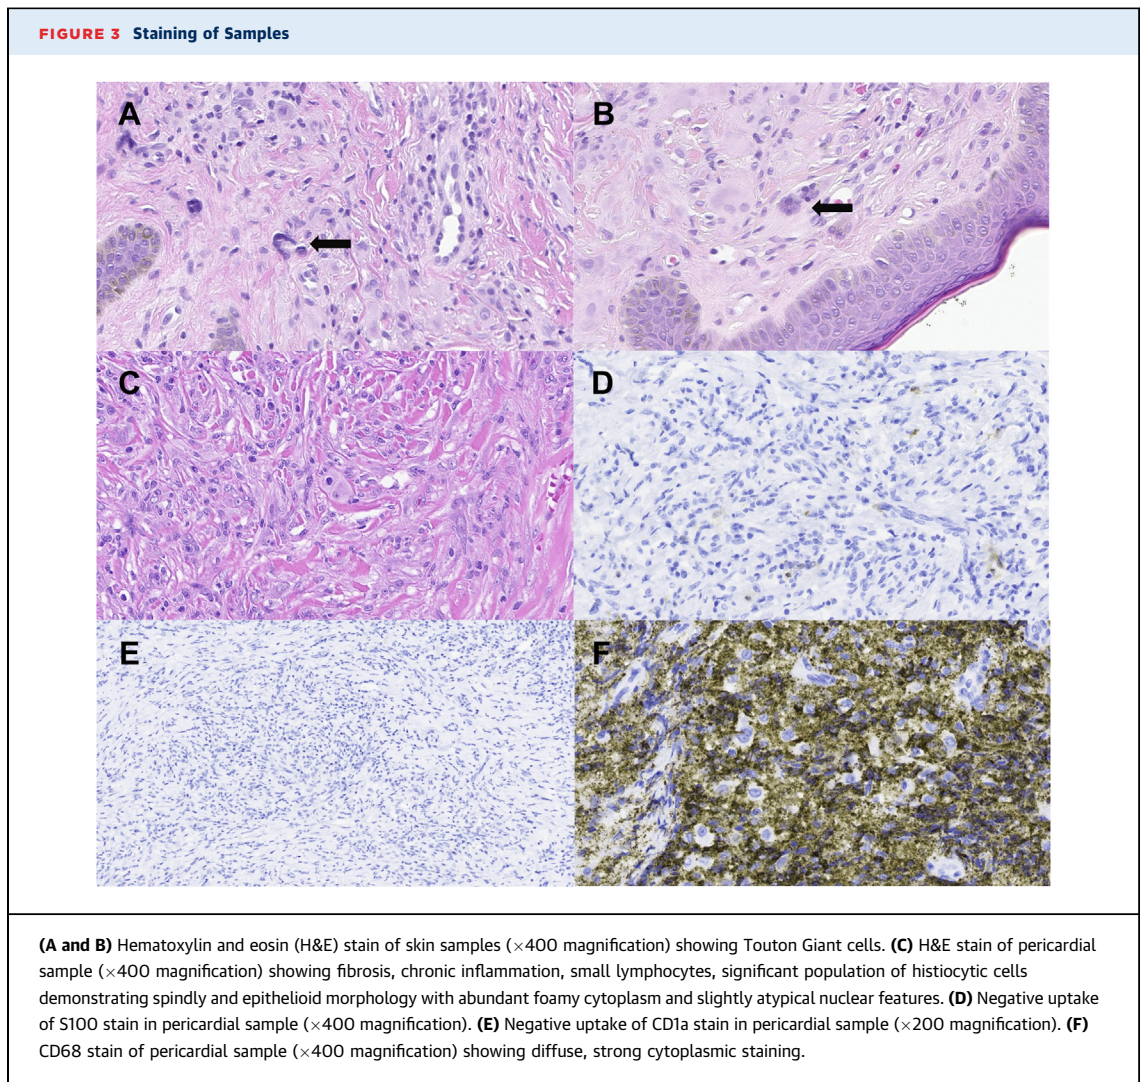 FIGURE 3 Staining of Samples
A
B
C
D
E
F
(A and B) Hematoxylin and eosin (H&E) stain of skin samples (×400 magnification) showing Touton Giant cells. (C) H&E stain of pericardial
sample (×400 magnification) showing fibrosis, chronic inflammation, small lymphocytes, significant population of histiocytic cells
demonstrating spindly and epithelioid morphology with abundant foamy cytoplasm and slightly atypical nuclear features. (D) Negative uptake
of S100 stain in pericardial sample (×400 magnification). (E) Negative uptake of CD1a stain in pericardial sample (×200 magnification). (F)
CD68 stain of pericardial sample (×400 magnification) showing diffuse, strong cytoplasmic staining.